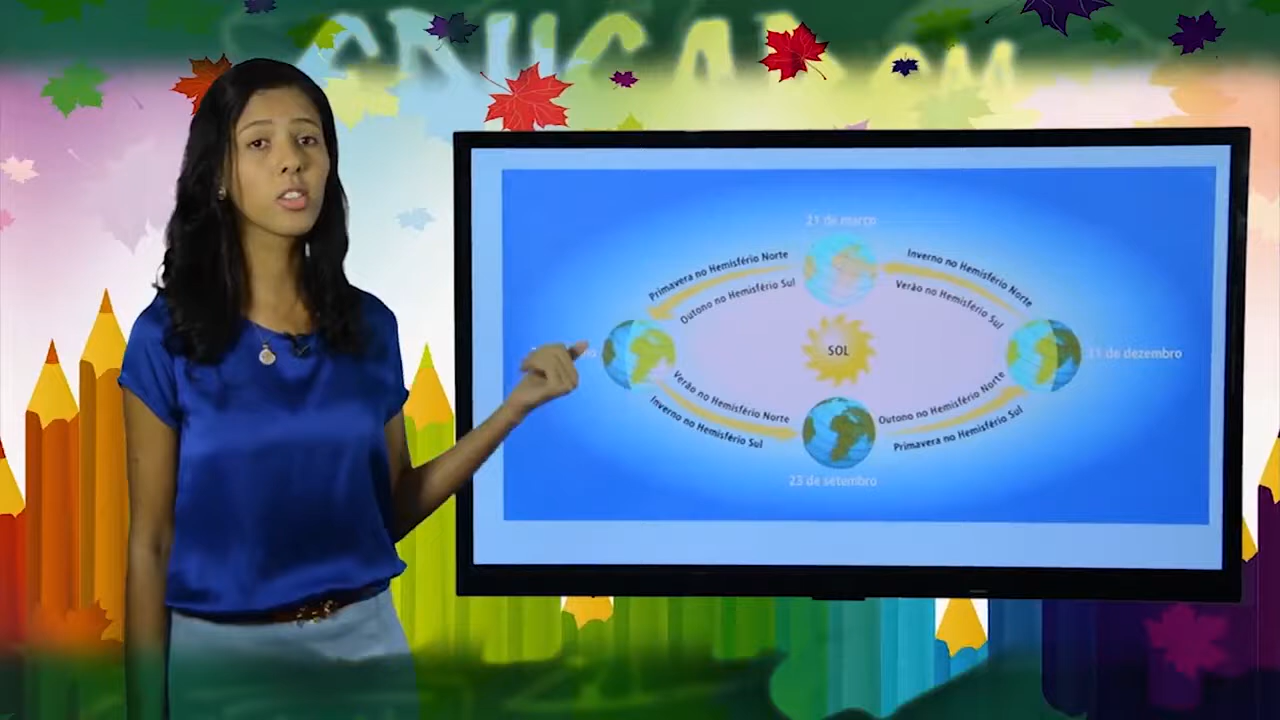 EDUCAR EM
21 de março
Primavera no Hemisfério Norte
Outono no Hemisfério Sul
Inverno no Hemisfério Norte
Verão no Hemisfério Sul
SOL
de dezembro
Verão no Hemisfério Norte
Inverno no Hemisfério Sul
Outono no Hemisfério Norte
Primavera no Hemisfério Sul
23 de setembro